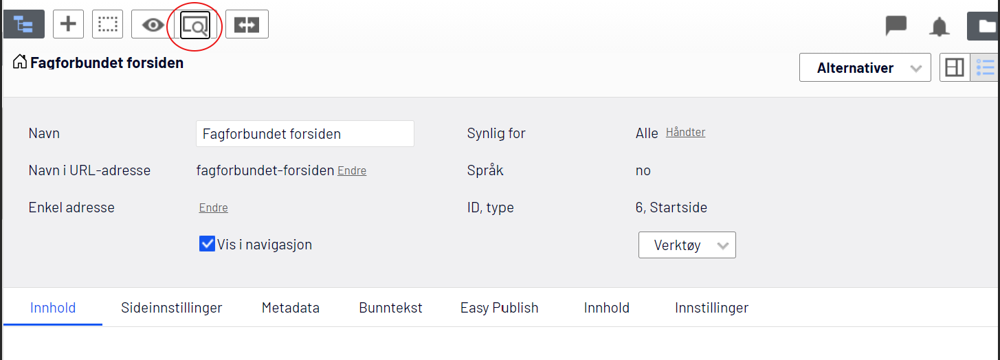 Fagforbundet forsiden
Alternativer
Navn Fagforbundet forsiden Synlig for Alle Håndter
Navn i URL-adresse fagforbundet-forsiden Endre Språk no
Enkel adresse Endre ID, type 6, Startside
Vis i navigasjon Verktøy
Innhold Sideinnstillinger Metadata Bunntekst Easy Publish Innhold Innstillinger